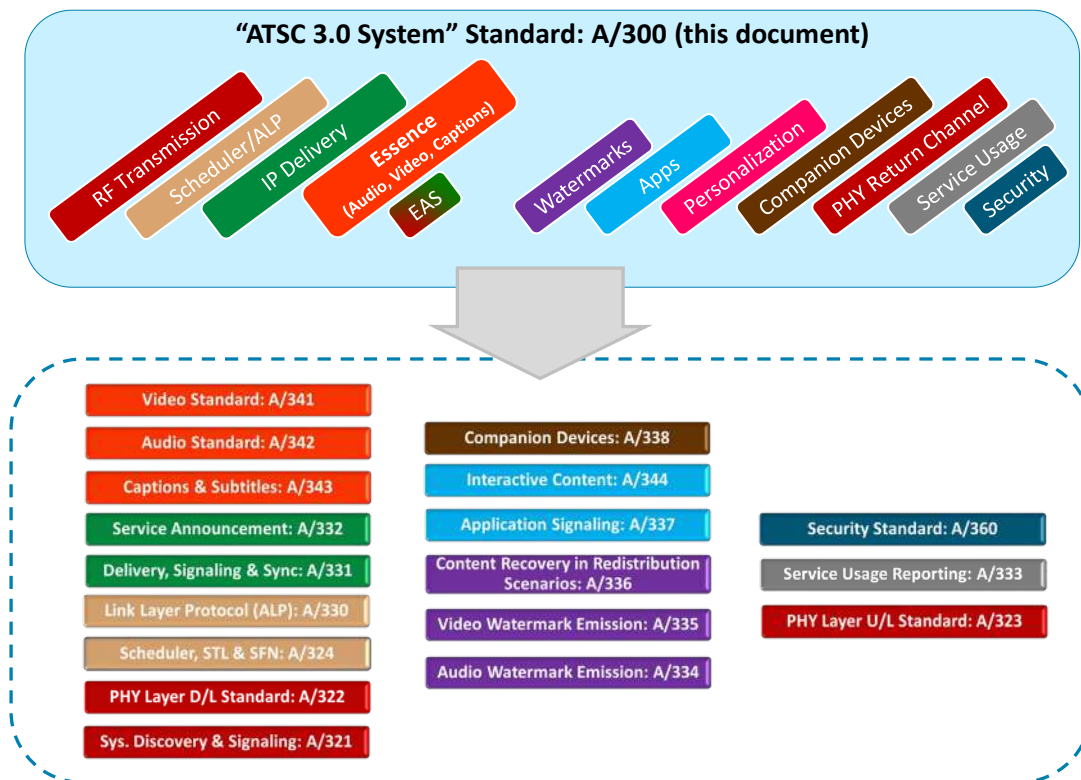 “ATSC 3.0 System” Standard: A/300 (this document)
RF Transmission
Scheduler/ALP
IP Delivery
Essence
(Audio, Video, Captions)
EAS
Watermarks
Apps
Personalization
Companion Devices
PHY Return Channel
Service Usage
Security
Video Standard: A/341
Audio Standard: A/342
Captions & Subtitles: A/343
Service Announcement: A/332
Delivery, Signaling & Sync: A/331
Link Layer Protocol (ALP): A/330
Scheduler, STL & SFN: A/324
PHY Layer D/L Standard: A/322
Sys. Discovery & Signaling: A/321
Companion Devices: A/338
Interactive Content: A/344
Application Signaling: A/337
Content Recovery in Redistribution
Scenarios: A/336
Video Watermark Emission: A/335
Audio Watermark Emission: A/334
Security Standard: A/360
Service Usage Reporting: A/333
PHY Layer U/L Standard: A/323